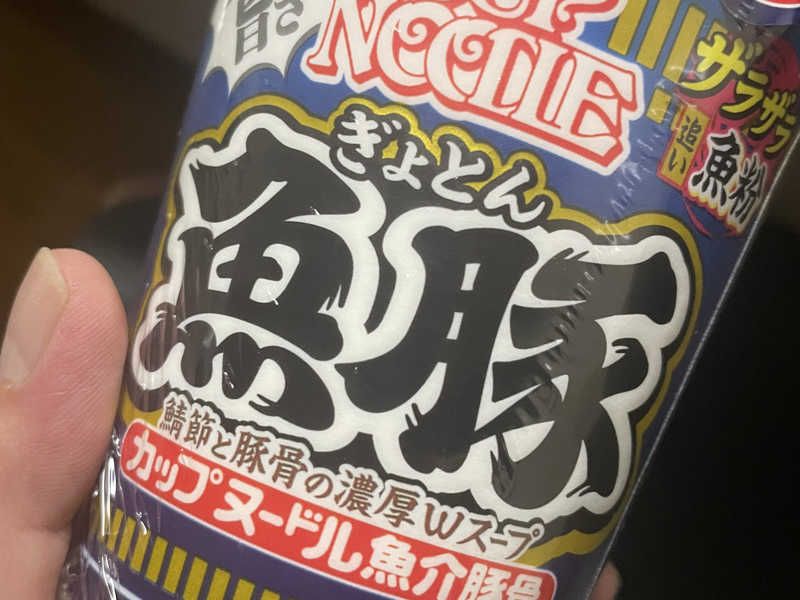 旨さ
CUP
NOODLE
ザラザラ
追い
魚粉
ぎょとん
魚豚
鯖節と豚骨の濃厚Wスープ
カップヌードル 魚介豚骨